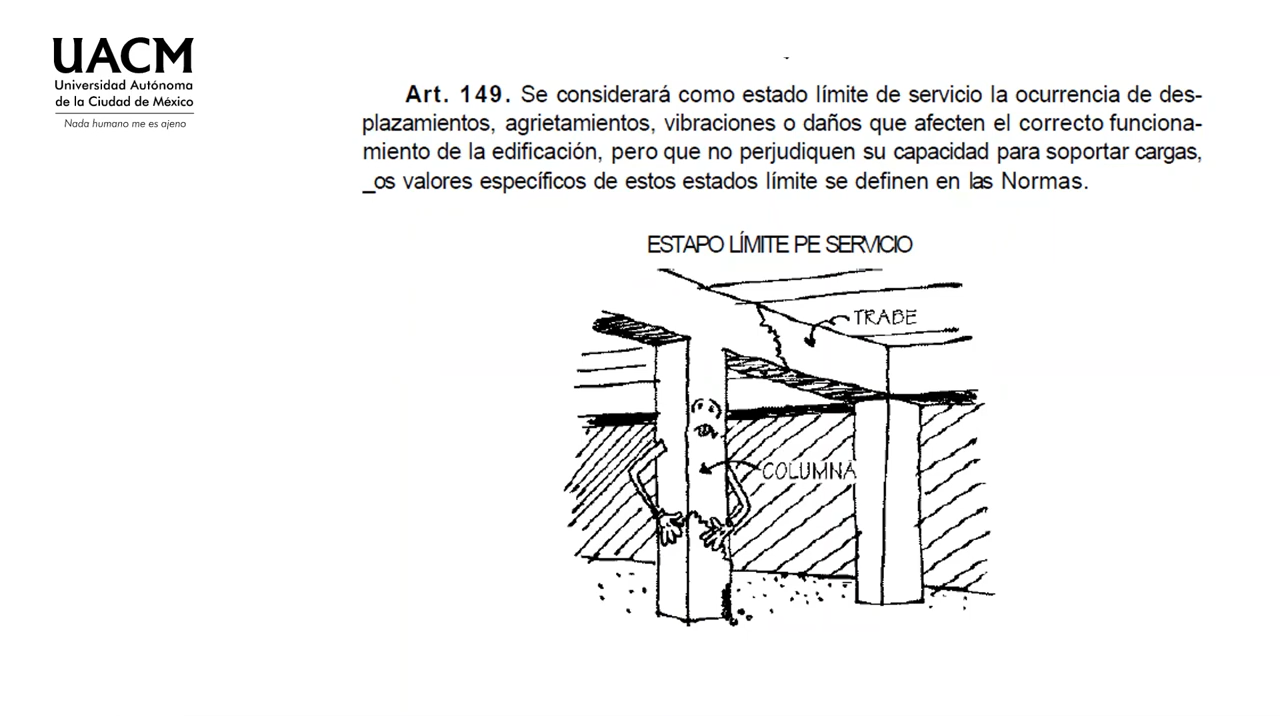 UACM
Universidad Autónoma
de la Ciudad de México
Nada humano me es ajeno
Art. 149. Se considerará como estado límite de servicio la ocurrencia de des-
plazamientos, agrietamientos, vibraciones o daños que afecten el correcto funciona-
miento de la edificación, pero que no perjudiquen su capacidad para soportar cargas,
_os valores específicos de estos estados límite se definen en las Normas.
ESTAPO LÍMITE PE SERVICIO
TRABE
COLUMNA